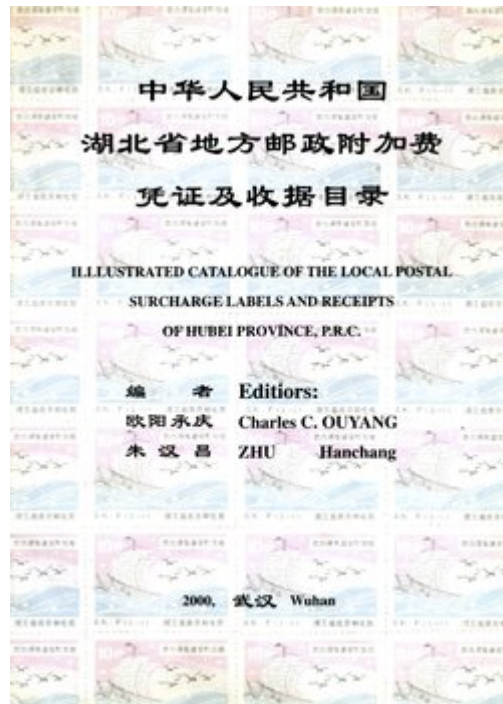 中华人民共和国
湖北省地方邮政附加费
凭证及收据目录
ILLLUSTRATED CATALOGUE OF THE LOCAL POSTAL
SURCHARGE LABELS AND RECEIPTS
OF HUBEI PROVINCE, P.R.C.
编 者 Editiors:
欧阳承庆 Charles C. OUYANG
朱汉昌 ZHU Hanchang
2000, 武汉 Wuhan